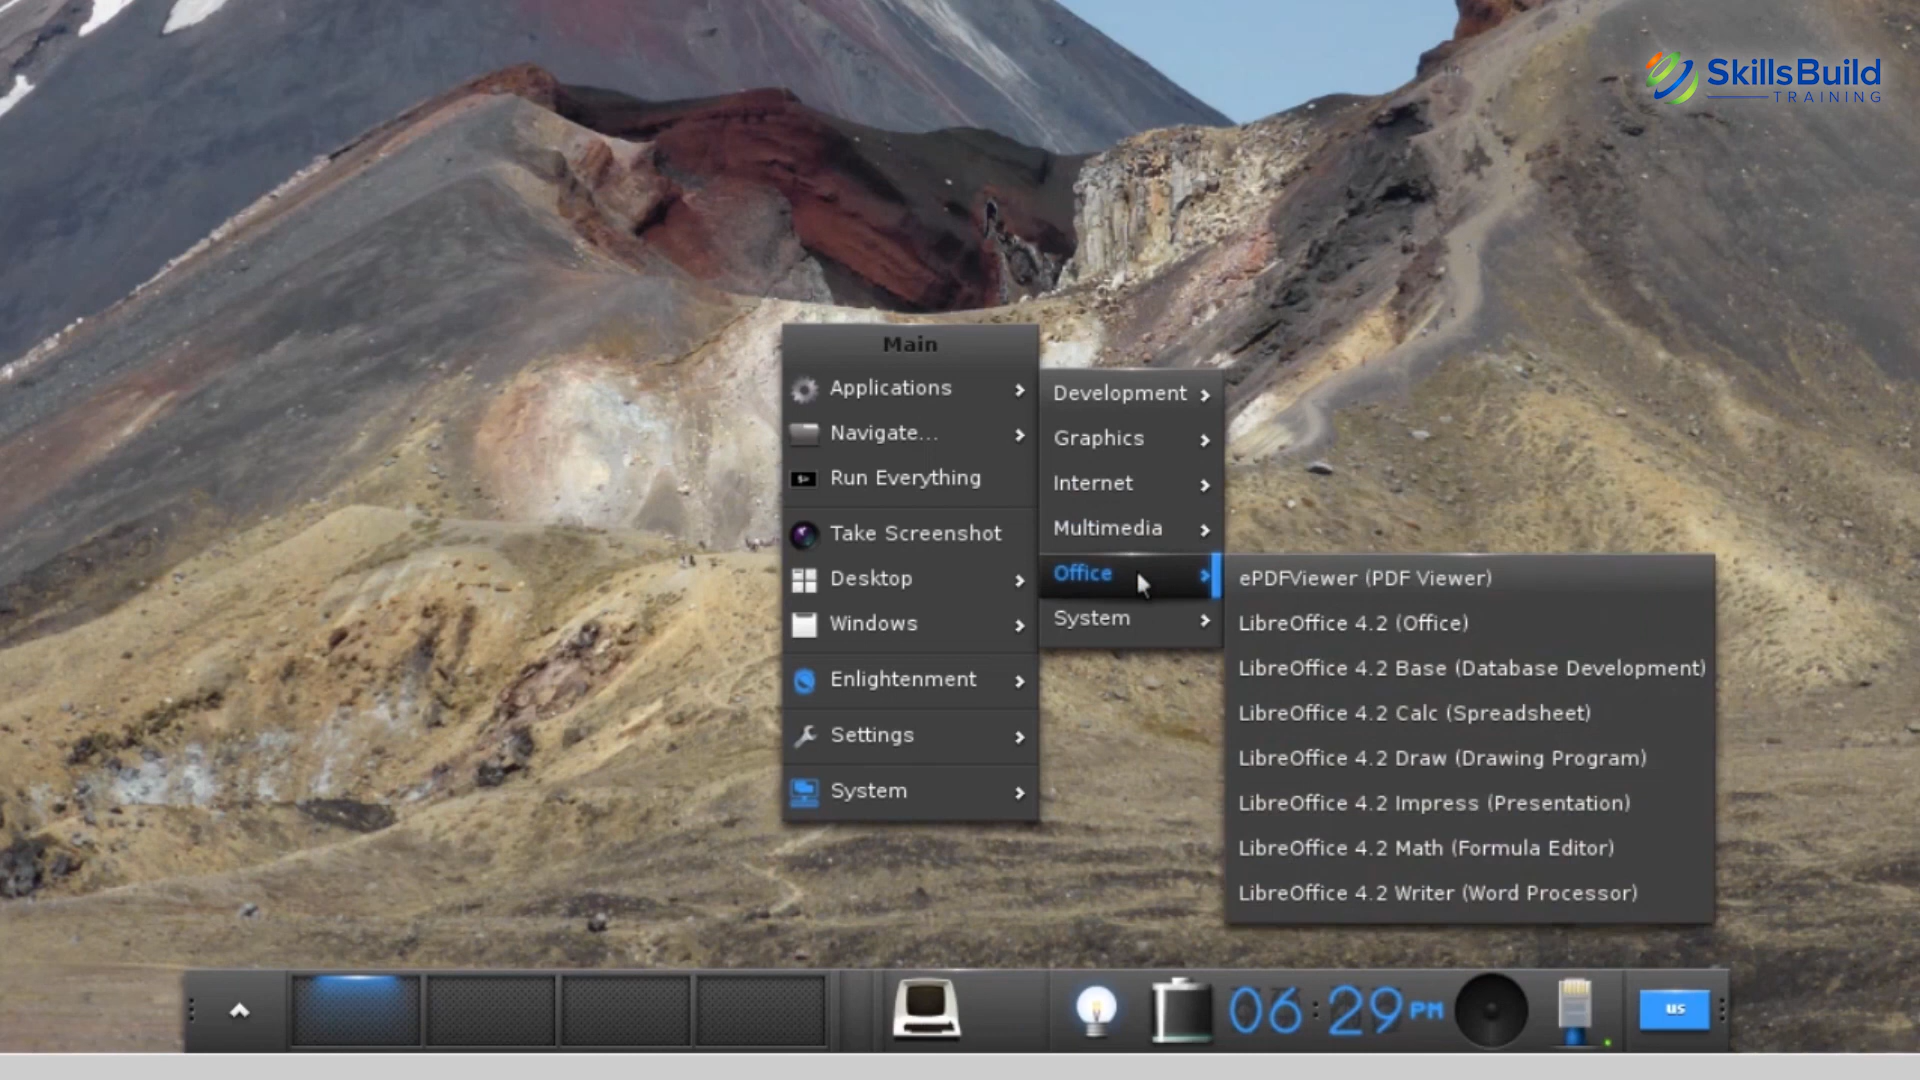 SkillsBuild
TRAINING
Main
Applications
Navigate...
Run Everything
Take Screenshot
Desktop
Windows
Enlightenment
Settings
System
Development
Graphics
Internet
Multimedia
Office
System
ePDFViewer (PDF Viewer)
LibreOffice 4.2 (Office)
LibreOffice 4.2 Base (Database Development)
LibreOffice 4.2 Calc (Spreadsheet)
LibreOffice 4.2 Draw (Drawing Program)
LibreOffice 4.2 Impress (Presentation)
LibreOffice 4.2 Math (Formula Editor)
LibreOffice 4.2 Writer (Word Processor)
06:29 PM
us